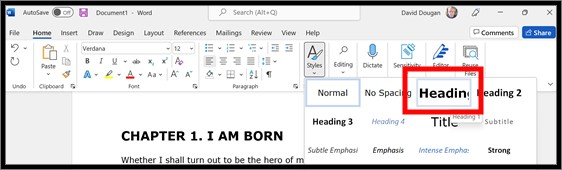 AutoSave Off Document1 - Word Search (Alt+Q) David Dougan
File Home Insert Draw Design Layout References Mailings Review View Help Comments Share
Verdana 12
Paste
Styles Dictate Sensitivity Editor Reuse Files
Clipboard Font Paragraph
Normal No Spacing Heading Heading 2
Heading 1
Heading 3 Heading 4 Title Subtitle
Subtle Emphasi Emphasis Intense Emphas Strong
CHAPTER 1. I AM BORN
Whether I shall turn out to be the hero of m